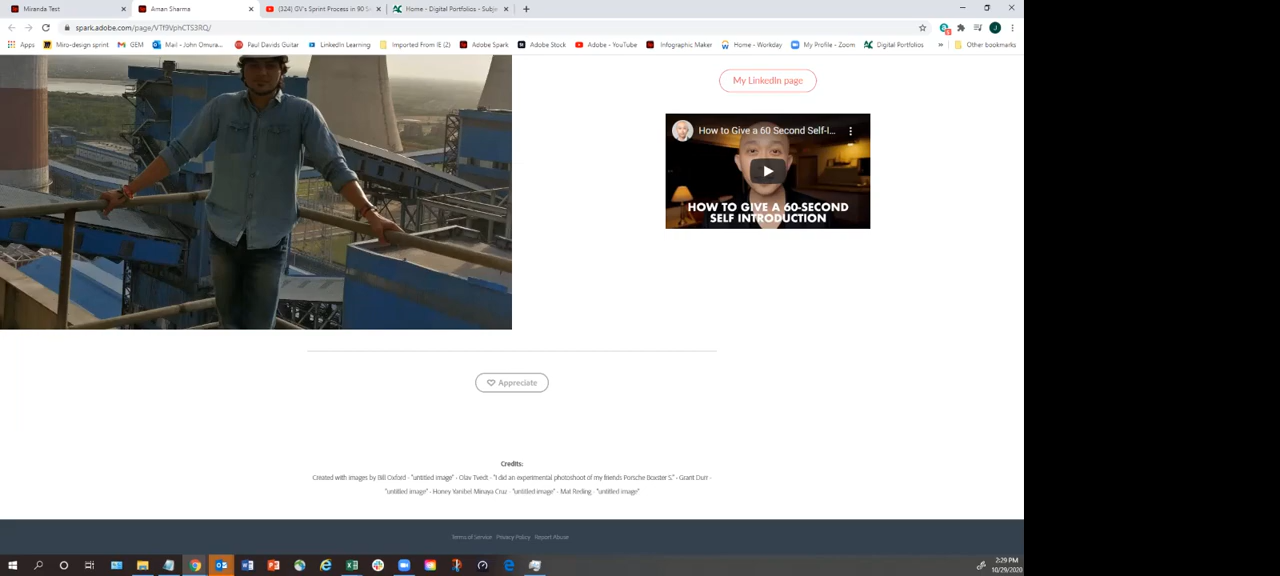 Miranda Test
Aman Sharma
(324) GV's Sprint Process in 90 S
Home - Digital Portfolios - Subje
spark.adobe.com/page/VTf9VphCTS3RQ/
Apps Miro-design sprint GEM Mail - John Omura... Paul Davids Guitar LinkedIn Learning Imported From IE (2) Adobe Spark Adobe Stock Adobe - YouTube Infographic Maker Home - Workday My Profile - Zoom Digital Portfolios » Other bookmarks
My LinkedIn page
How to Give a 60 Second Self-I...
HOW TO GIVE A 60-SECOND
SELF INTRODUCTION
Appreciate
Credits:
Created with images by Bill Oxford - "untitled image" - Olav Tvedt - "I did an experimental photoshoot of my friends Porsche Boxster S." - Grant Durr -
"untitled image" - Honey Yanibel Minaya Cruz - "untitled image" - Mat Reding - "untitled image"
Terms of Service Privacy Policy Report Abuse
2:29 PM
10/29/2020